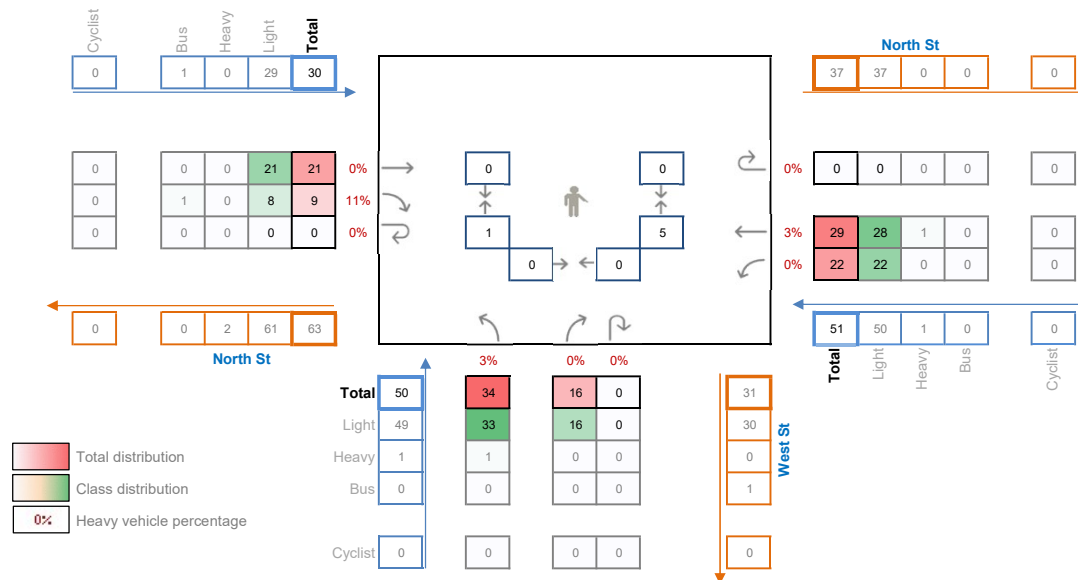 Cyclist Bus Heavy Light Total
North St
0 1 0 29 30
37 37 0 0 0
0 0 0 21 21 0%
0 0
0% 0 0 0 0 0
0 1 0 8 9 11%
0 0 0 0 0 0%
1 5
3% 29 28 1 0 0
0 0
0% 22 22 0 0 0
0 0 2 61 63
51 50 1 0 0
North St
Total Light Heavy Bus Cyclist
3% 0% 0%
Total 50 34 16 0 31
Light 49 33 16 0 30
Heavy 1 1 0 0 0
Bus 0 0 0 0 1
Cyclist 0 0 0 0 0
West St
Total distribution
Class distribution
0% Heavy vehicle percentage